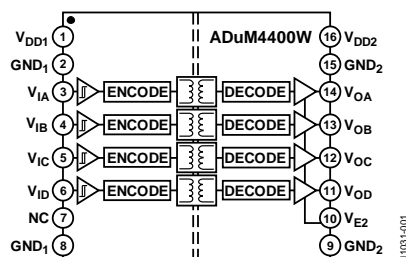 ADuM4400W
VDD1 1 16 VDD2
GND1 2 15 GND2
VIA 3 ENCODE DECODE 14 VOA
VIB 4 ENCODE DECODE 13 VOB
VIC 5 ENCODE DECODE 12 VOC
VID 6 ENCODE DECODE 11 VOD
NC 7 10 VE2
GND1 8 9 GND2